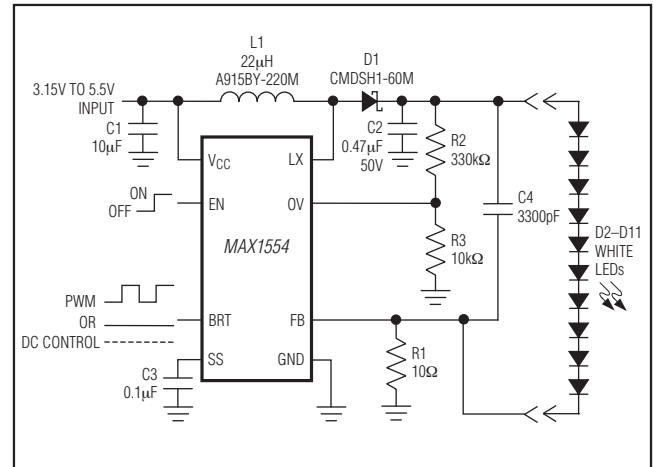 L1
22μH
A915BY-220M
D1
CMDSH1-60M
3.15V TO 5.5V
INPUT
C1
10μF
C2
0.47μF
50V
R2
330kΩ
VCC
LX
ON
OFF
EN
OV
C4
3300pF
MAX1554
R3
10kΩ
D2–D11
WHITE
LEDs
PWM
OR
DC CONTROL
BRT
FB
SS
GND
R1
10Ω
C3
0.1μF